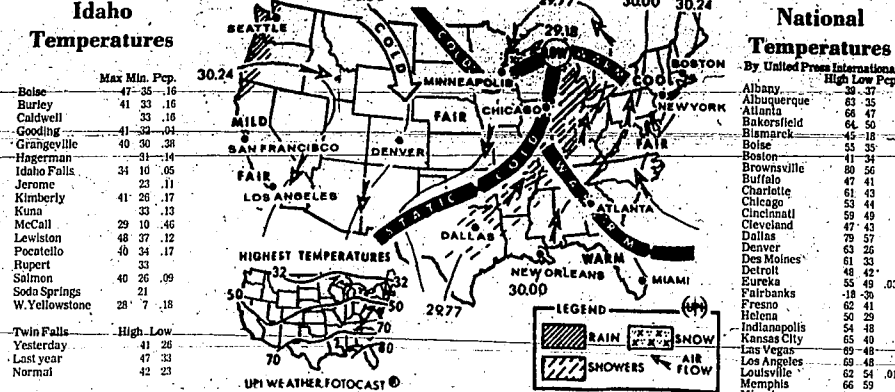 Idaho
Temperatures
Max Min. Pcp.
Boise 47 35 .16
Burley 41 33 .16
Caldwell 33 .16
Gooding 41 32 .04
Grangeville 40 30 .38
Hagerman 31 .14
Idaho Falls 34 10 .05
Jerome 23 .11
Kimberly 41 26 .17
Kuna 33 .13
McCall 29 10 .46
Lewiston 48 37 .12
Pocatello 40 34 .17
Rupert 33
Salmon 40 26 .09
Soda Springs 21
W. Yellowstone 28 7 .18
Twin Falls High Low
Yesterday 41 26
Last year 47 33
Normal 42 23
29.77 30.00 30.24
SEATTLE
COLD
COLD
29.18
LOW
WARM
BOSTON
30.24
MINNEAPOLIS
COOL
NEW YORK
CHICAGO
FAIR
MILD
SAN FRANCISCO
DENVER
COLD
FAIR
FAIR
LOS ANGELES
WARM
STATIC
ATLANTA
DALLAS
HIGHEST TEMPERATURES
WARM
NEW ORLEANS
MIAMI
30.00
32
32
50
50
70
29.77
80
70
LEGEND
UPI
RAIN
SNOW
SHOWERS
AIR
FLOW
UPI WEATHER FOTOCAST ®
National
Temperatures
By United Press Internationa
High Low Pcp
Albany 39 37
Albuquerque 63 35
Atlanta 66 47
Bakersfield 64 50
Bismarck 45 18
Boise 55 35
Boston 41 34
Brownsville 80 56
Buffalo 47 41
Charlotte 61 43
Chicago 53 44
Cincinnati 59 49
Cleveland 47 43
Dallas 79 57
Denver 63 26
Des Moines 61 33
Detroit 48 42
Eureka 55 49 .0
Fairbanks -18 -30
Fresno 62 41
Helena 50 29
Indianapolis 54 48
Kansas City 65 40
Las Vegas 69 48
Los Angeles 69 48
Louisville 62 54 .0
Memphis 66 59